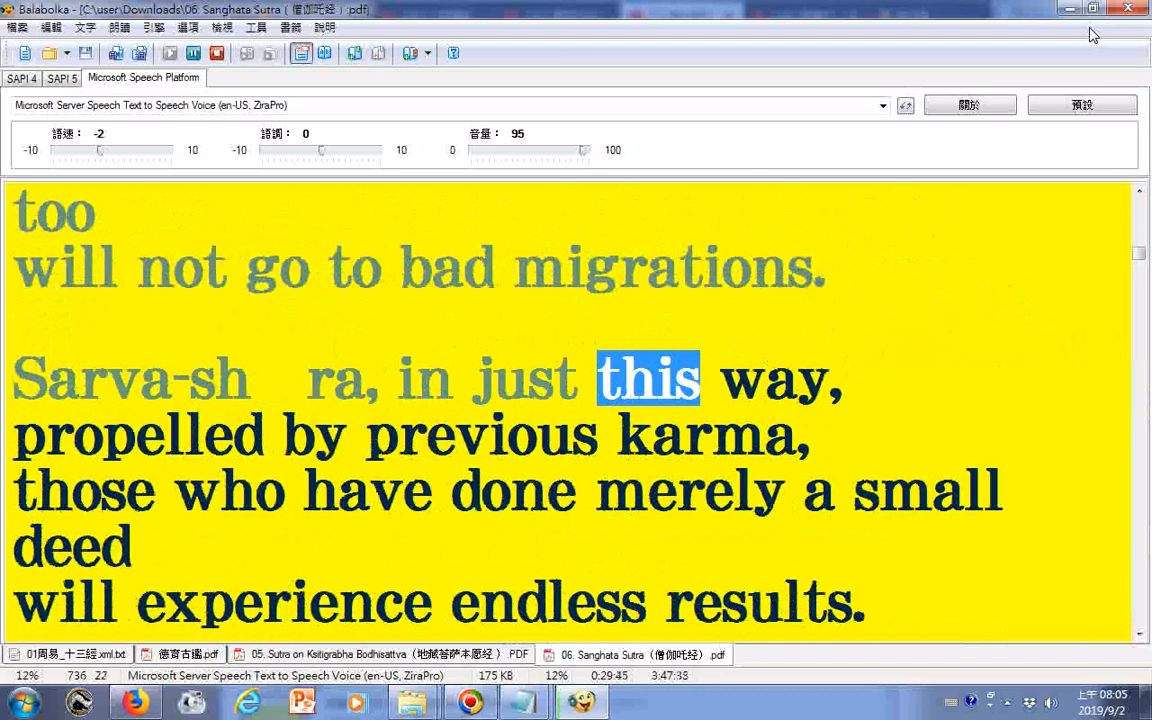 Balabolka - [C:\user\Downloads\06. Sanghata Sutra（僧伽吒经）.pdf]
檔案 編輯 文字 朗讀 引擎 選項 檢視 工具 書籤 說明
SAPI 4 SAPI 5 Microsoft Speech Platform
Microsoft Server Speech Text to Speech Voice (en-US, ZiraPro) 關於 預設
語速： -2 語調： 0 音量： 95
-10 10 -10 10 0 100
too
will not go to bad migrations.
Sarva-sh ra, in just this way,
propelled by previous karma,
those who have done merely a small
deed
will experience endless results.
01周易_十三經.xml.txt 德育古鑑.pdf 05. Sutra on Ksitigrabha Bodhisattva（地藏菩萨本愿经）.PDF 06. Sanghata Sutra（僧伽吒经）.pdf
12% 736 22 Microsoft Server Speech Text to Speech Voice (en-US, ZiraPro) 175 KB 12% 0:29:45 3:47:38
上午 08:05
2019/9/2